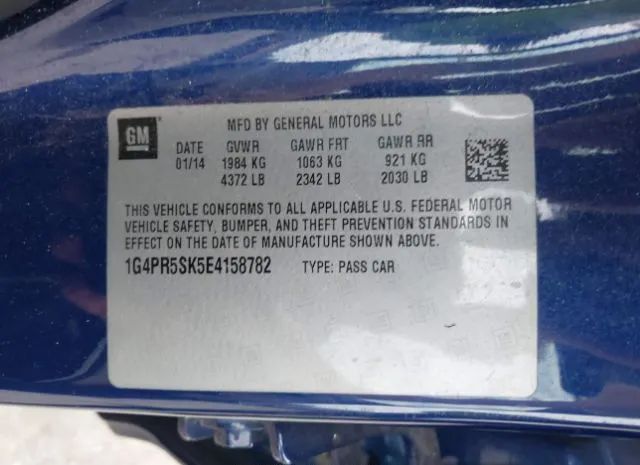 GM
MFD BY GENERAL MOTORS LLC
DATE GVWR GAWR FRT GAWR RR
01/14 1984 KG 1063 KG 921 KG
4372 LB 2342 LB 2030 LB
THIS VEHICLE CONFORMS TO ALL APPLICABLE U.S. FEDERAL MOTOR
VEHICLE SAFETY, BUMPER, AND THEFT PREVENTION STANDARDS IN
EFFECT ON THE DATE OF MANUFACTURE SHOWN ABOVE.
1G4PR5SK5E4158782 TYPE: PASS CAR